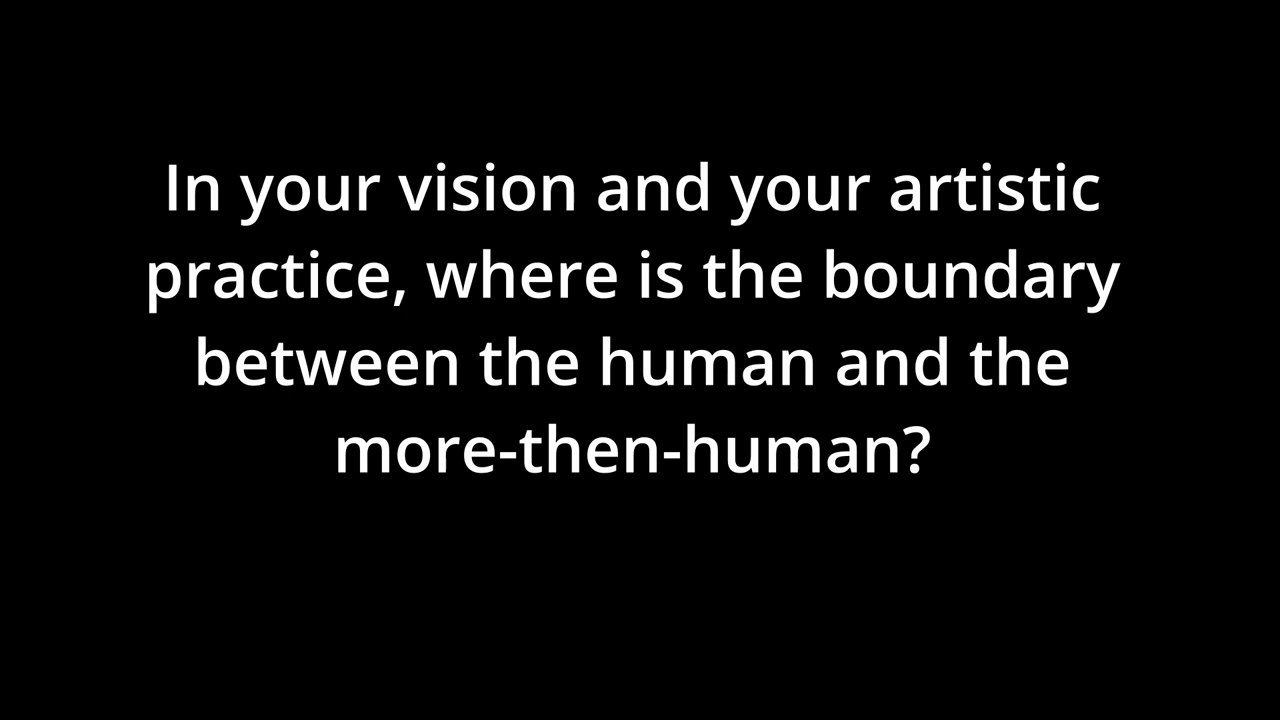 In your vision and your artistic
practice, where is the boundary
between the human and the
more-then-human?